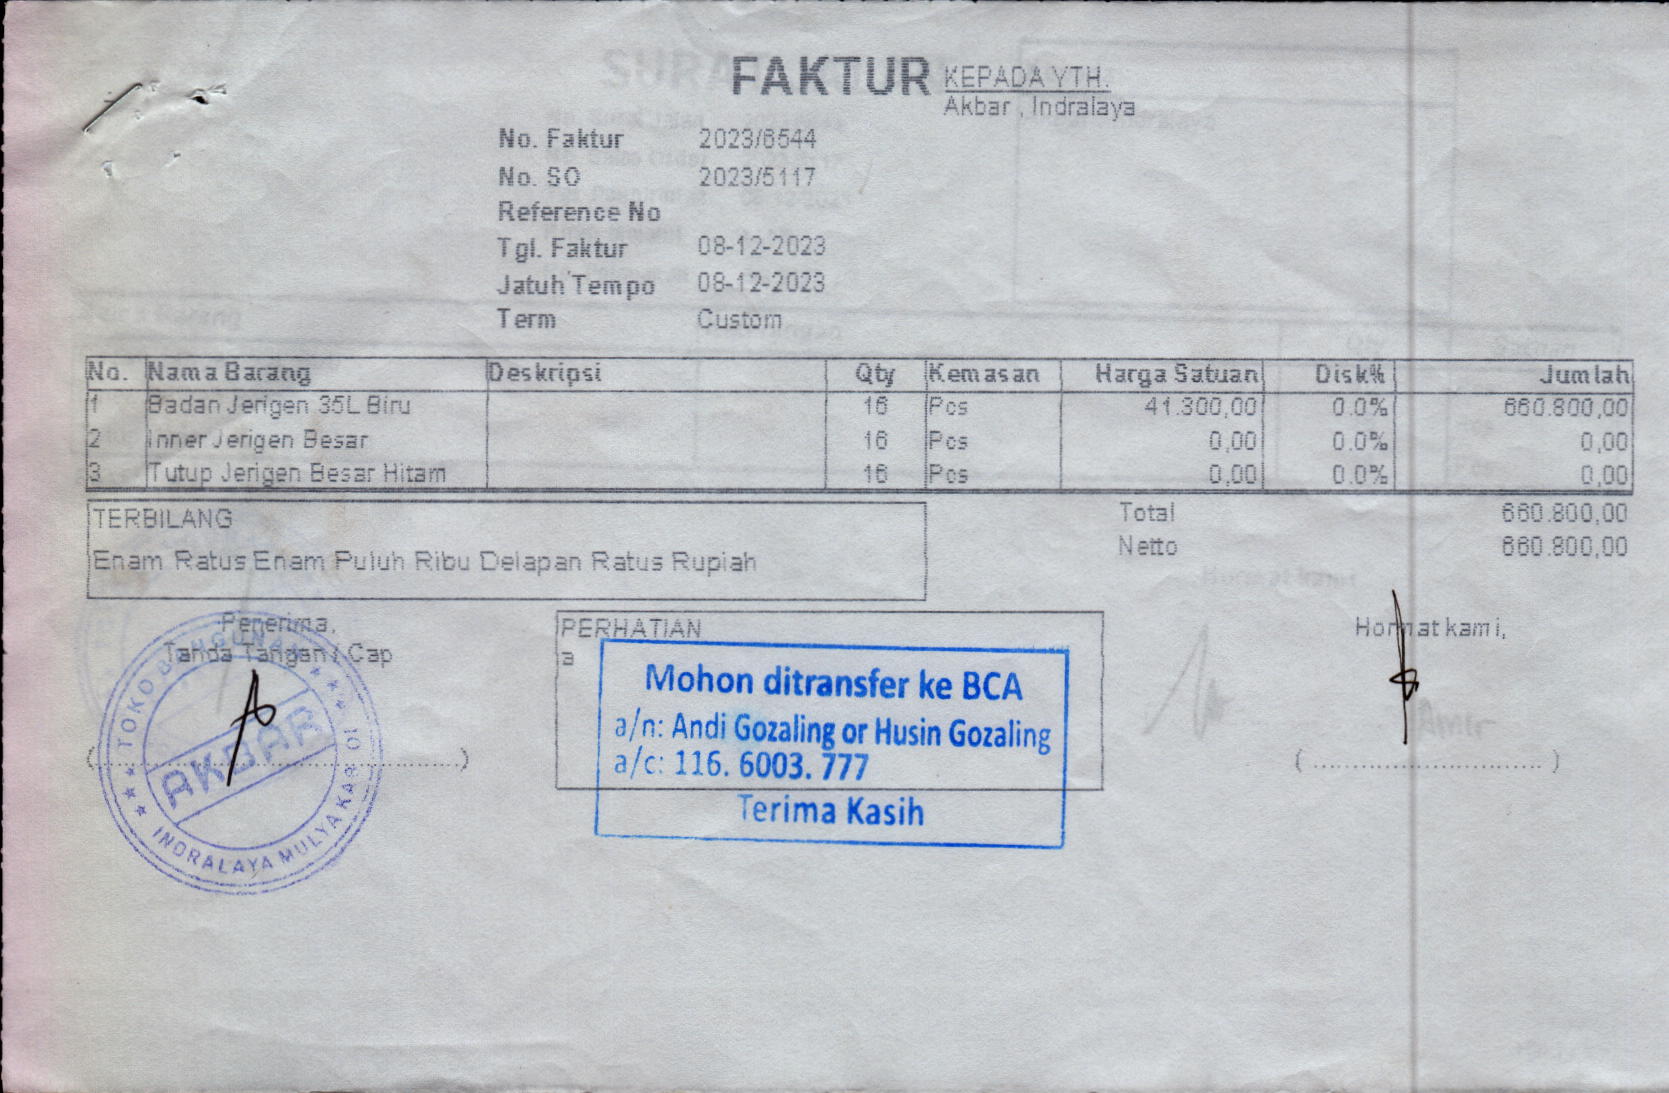 FAKTUR
KEPADA YTH.
Akbar , Indralaya
No. Faktur 2023/6544
No. SO 2023/5117
Reference No
Tgl. Faktur 08-12-2023
Jatuh Tempo 08-12-2023
Term Custom
No. Nama Barang Deskripsi Qty Kemasan Harga Satuan Disk% Jumlah
1 Badan Jerigen 35L Biru 16 Pcs 41.300,00 0.0% 660.800,00
2 Inner Jerigen Besar 16 Pcs 0,00 0.0% 0,00
3 Tutup Jerigen Besar Hitam 16 Pcs 0,00 0.0% 0,00
TERBILANG
Enam Ratus Enam Puluh Ribu Delapan Ratus Rupiah
Total 660.800,00
Netto 660.800,00
Penerima,
Tanda Tangan / Cap
(........................................)
TOKO BANGUNAN
AKBAR
INDRALAYA MULYA KAB OI
PERHATIAN
a
Mohon ditransfer ke BCA
a/n: Andi Gozaling or Husin Gozaling
a/c: 116. 6003. 777
Terima Kasih
Hormat kami,
Amir
(..............................)